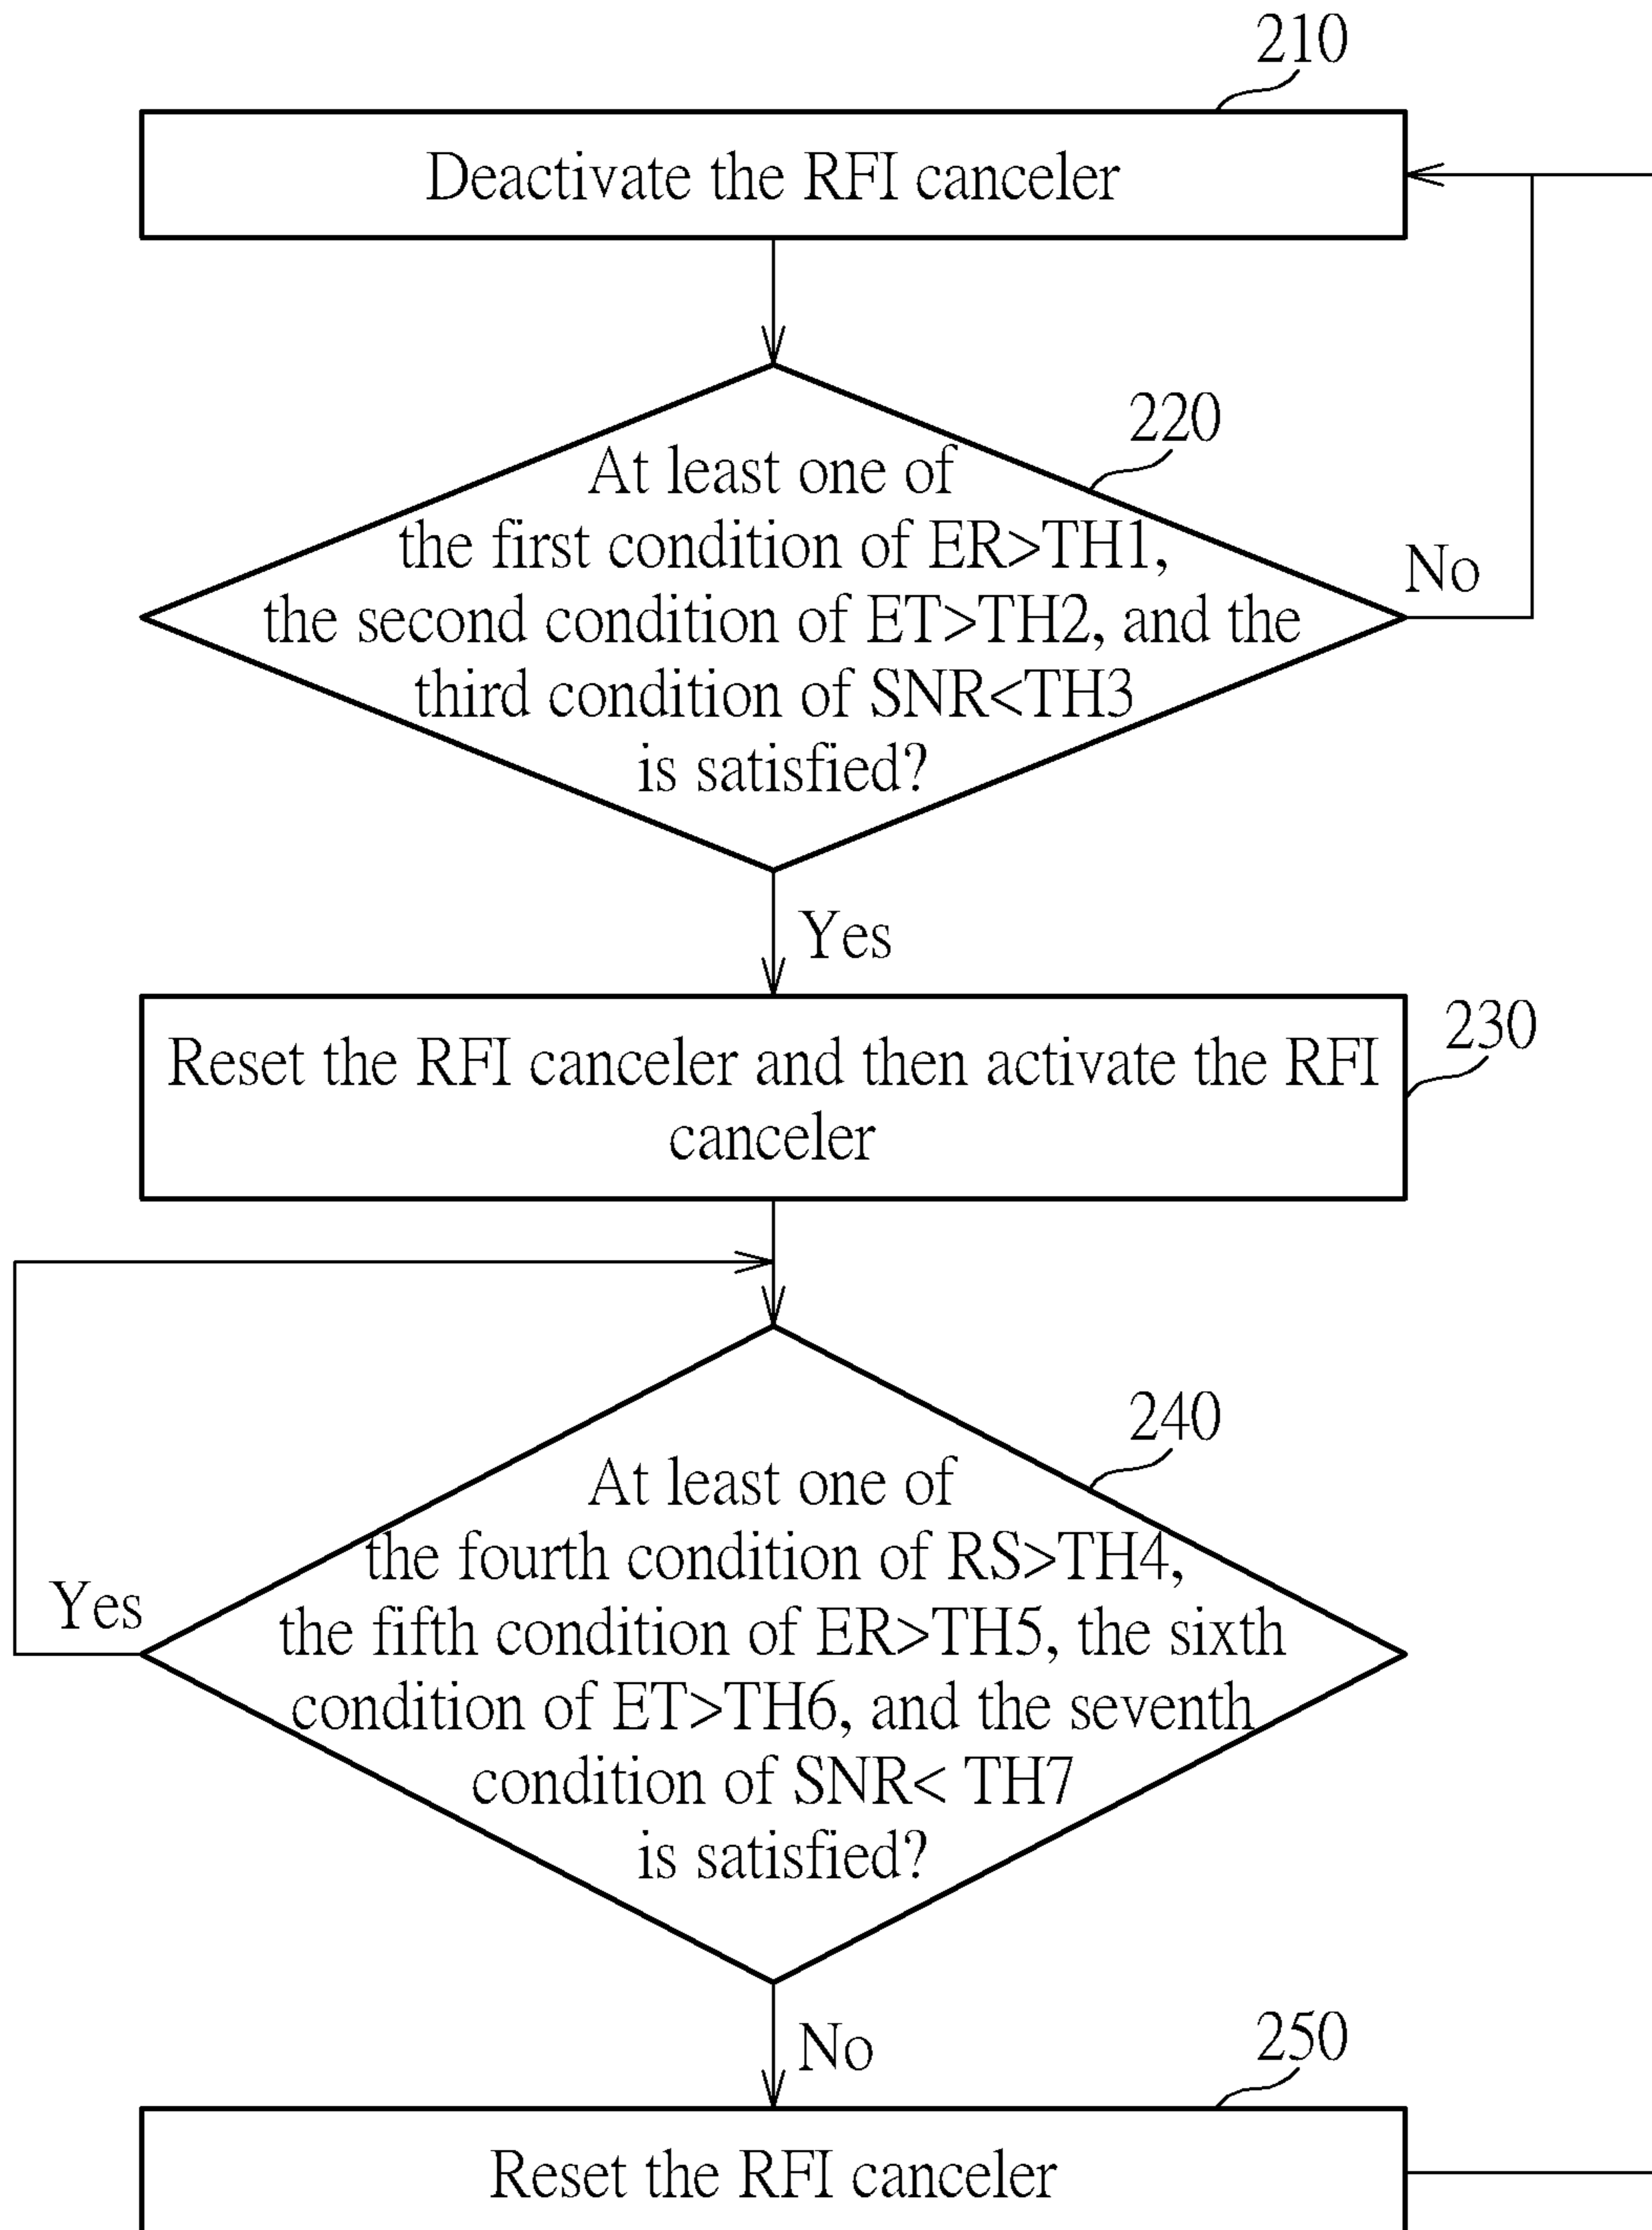 210
Deactivate the RFI canceler
220
At least one of
the first condition of ER>TH1,
the second condition of ET>TH2, and the
third condition of SNR<TH3
is satisfied?
No
Yes
230
Reset the RFI canceler and then activate the RFI
canceler
240
At least one of
the fourth condition of RS>TH4,
the fifth condition of ER>TH5, the sixth
condition of ET>TH6, and the seventh
condition of SNR< TH7
is satisfied?
Yes
No
250
Reset the RFI canceler